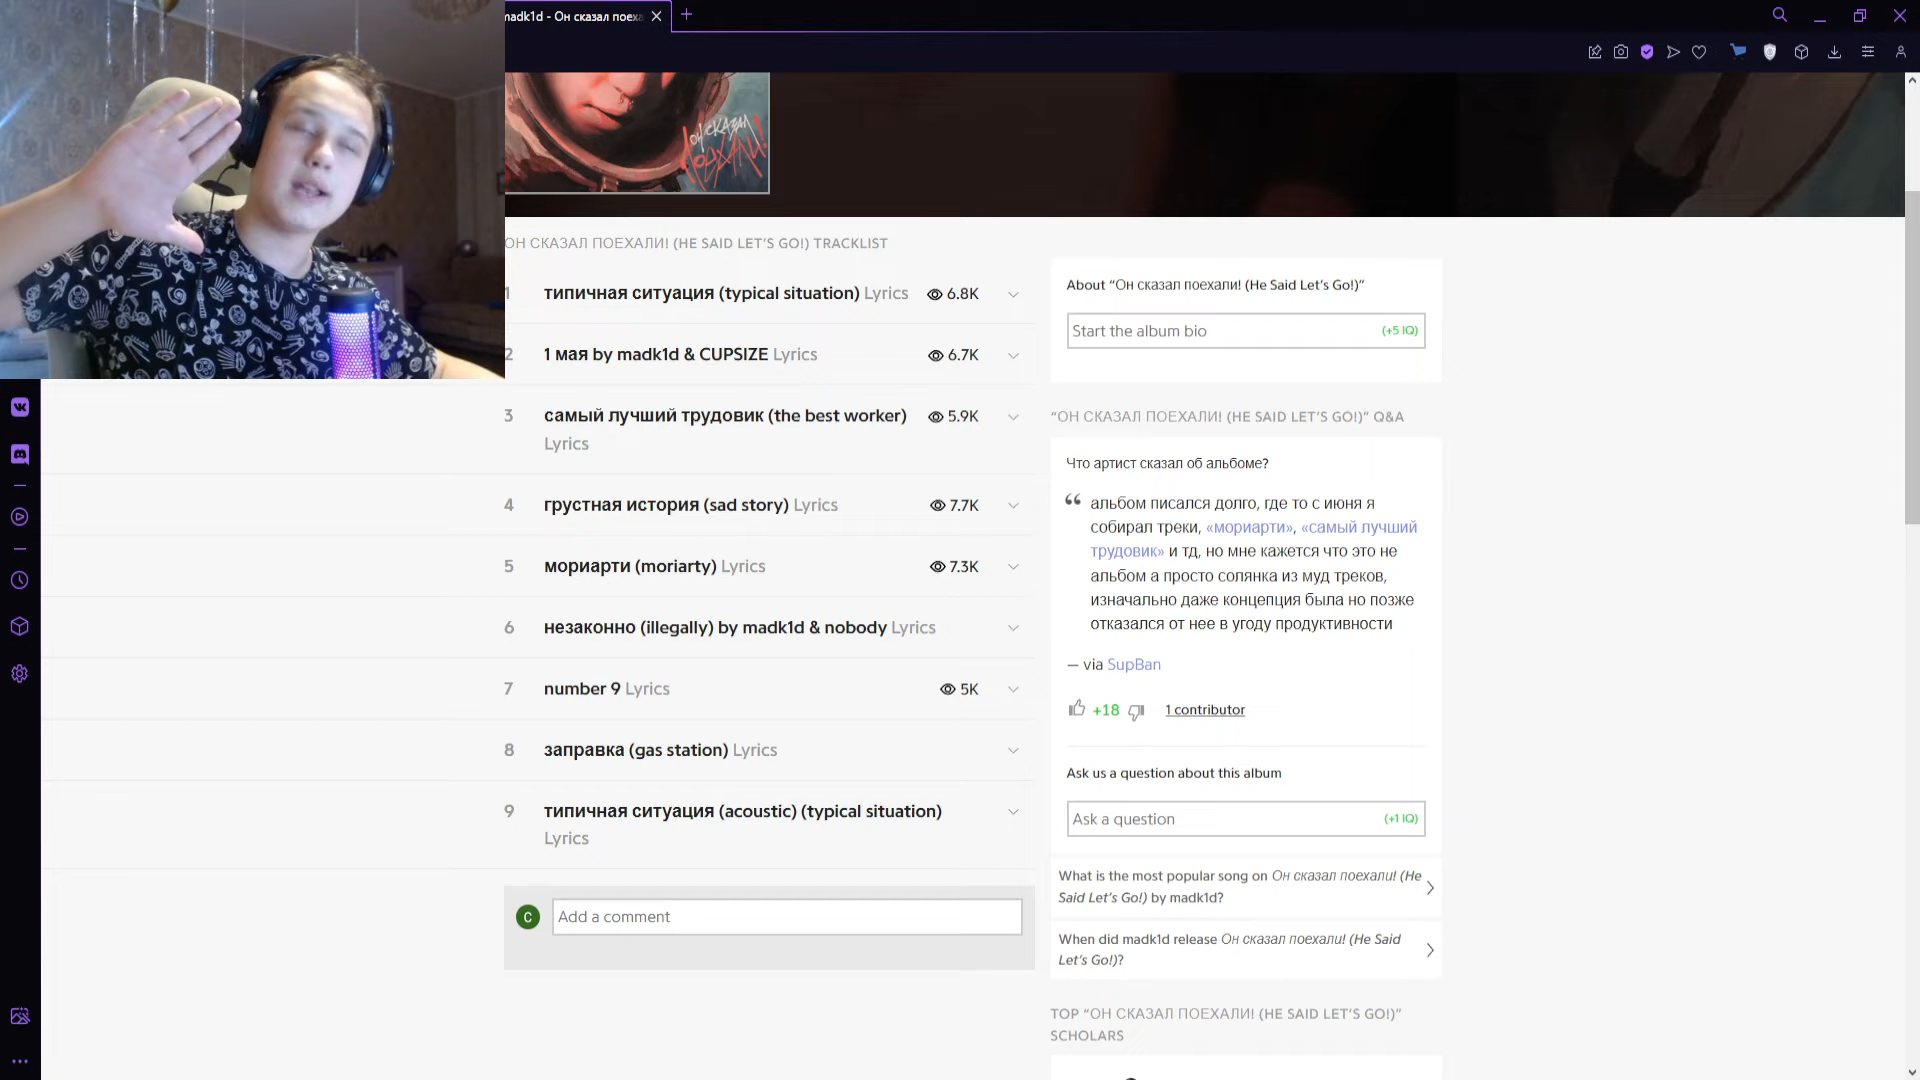 madk1d - Он сказал поеха
он сказал
поехали!
ОН СКАЗАЛ ПОЕХАЛИ! (HE SAID LET'S GO!) TRACKLIST
1 типичная ситуация (typical situation) Lyrics 6.8K
2 1 мая by madk1d & CUPSIZE Lyrics 6.7K
3 самый лучший трудовик (the best worker) 5.9K
Lyrics
4 грустная история (sad story) Lyrics 7.7K
5 мориарти (moriarty) Lyrics 7.3K
6 незаконно (illegally) by madk1d & nobody Lyrics
7 number 9 Lyrics 5K
8 заправка (gas station) Lyrics
9 типичная ситуация (acoustic) (typical situation)
Lyrics
C Add a comment
About “Он сказал поехали! (He Said Let’s Go!)”
Start the album bio (+5 IQ)
“ОН СКАЗАЛ ПОЕХАЛИ! (HE SAID LET’S GO!)” Q&A
Что артист сказал об альбоме?
“ альбом писался долго, где то с июня я
собирал треки, «мориарти», «самый лучший
трудовик» и тд, но мне кажется что это не
альбом а просто солянка из муд треков,
изначально даже концепция была но позже
отказался от нее в угоду продуктивности
— via SupBan
+18 1 contributor
Ask us a question about this album
Ask a question (+1 IQ)
What is the most popular song on Он сказал поехали! (He
Said Let’s Go!) by madk1d?
When did madk1d release Он сказал поехали! (He Said
Let’s Go!)?
TOP “ОН СКАЗАЛ ПОЕХАЛИ! (HE SAID LET’S GO!)”
SCHOLARS